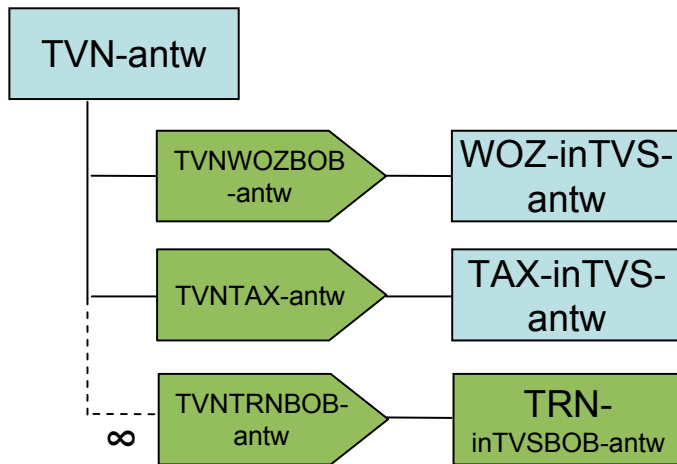 TVN-antw
TVNWOZBOB
-antw
WOZ-inTVS-
antw
TVNTAX-antw
TAX-inTVS-
antw
TVNTRNBOB-
antw
TRN-
inTVSBOB-antw
∞